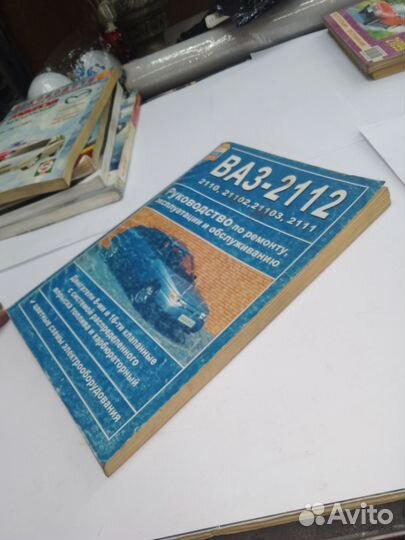 ВАЗ-2112
2110, 21102, 21103, 2111
Руководство по ремонту,
эксплуатации и обслуживанию
Двигатели 8-ми и 16-ти клапанные
с системой распределенного
впрыска топлива и карбюраторный
цветные схемы электрооборудования
Avito